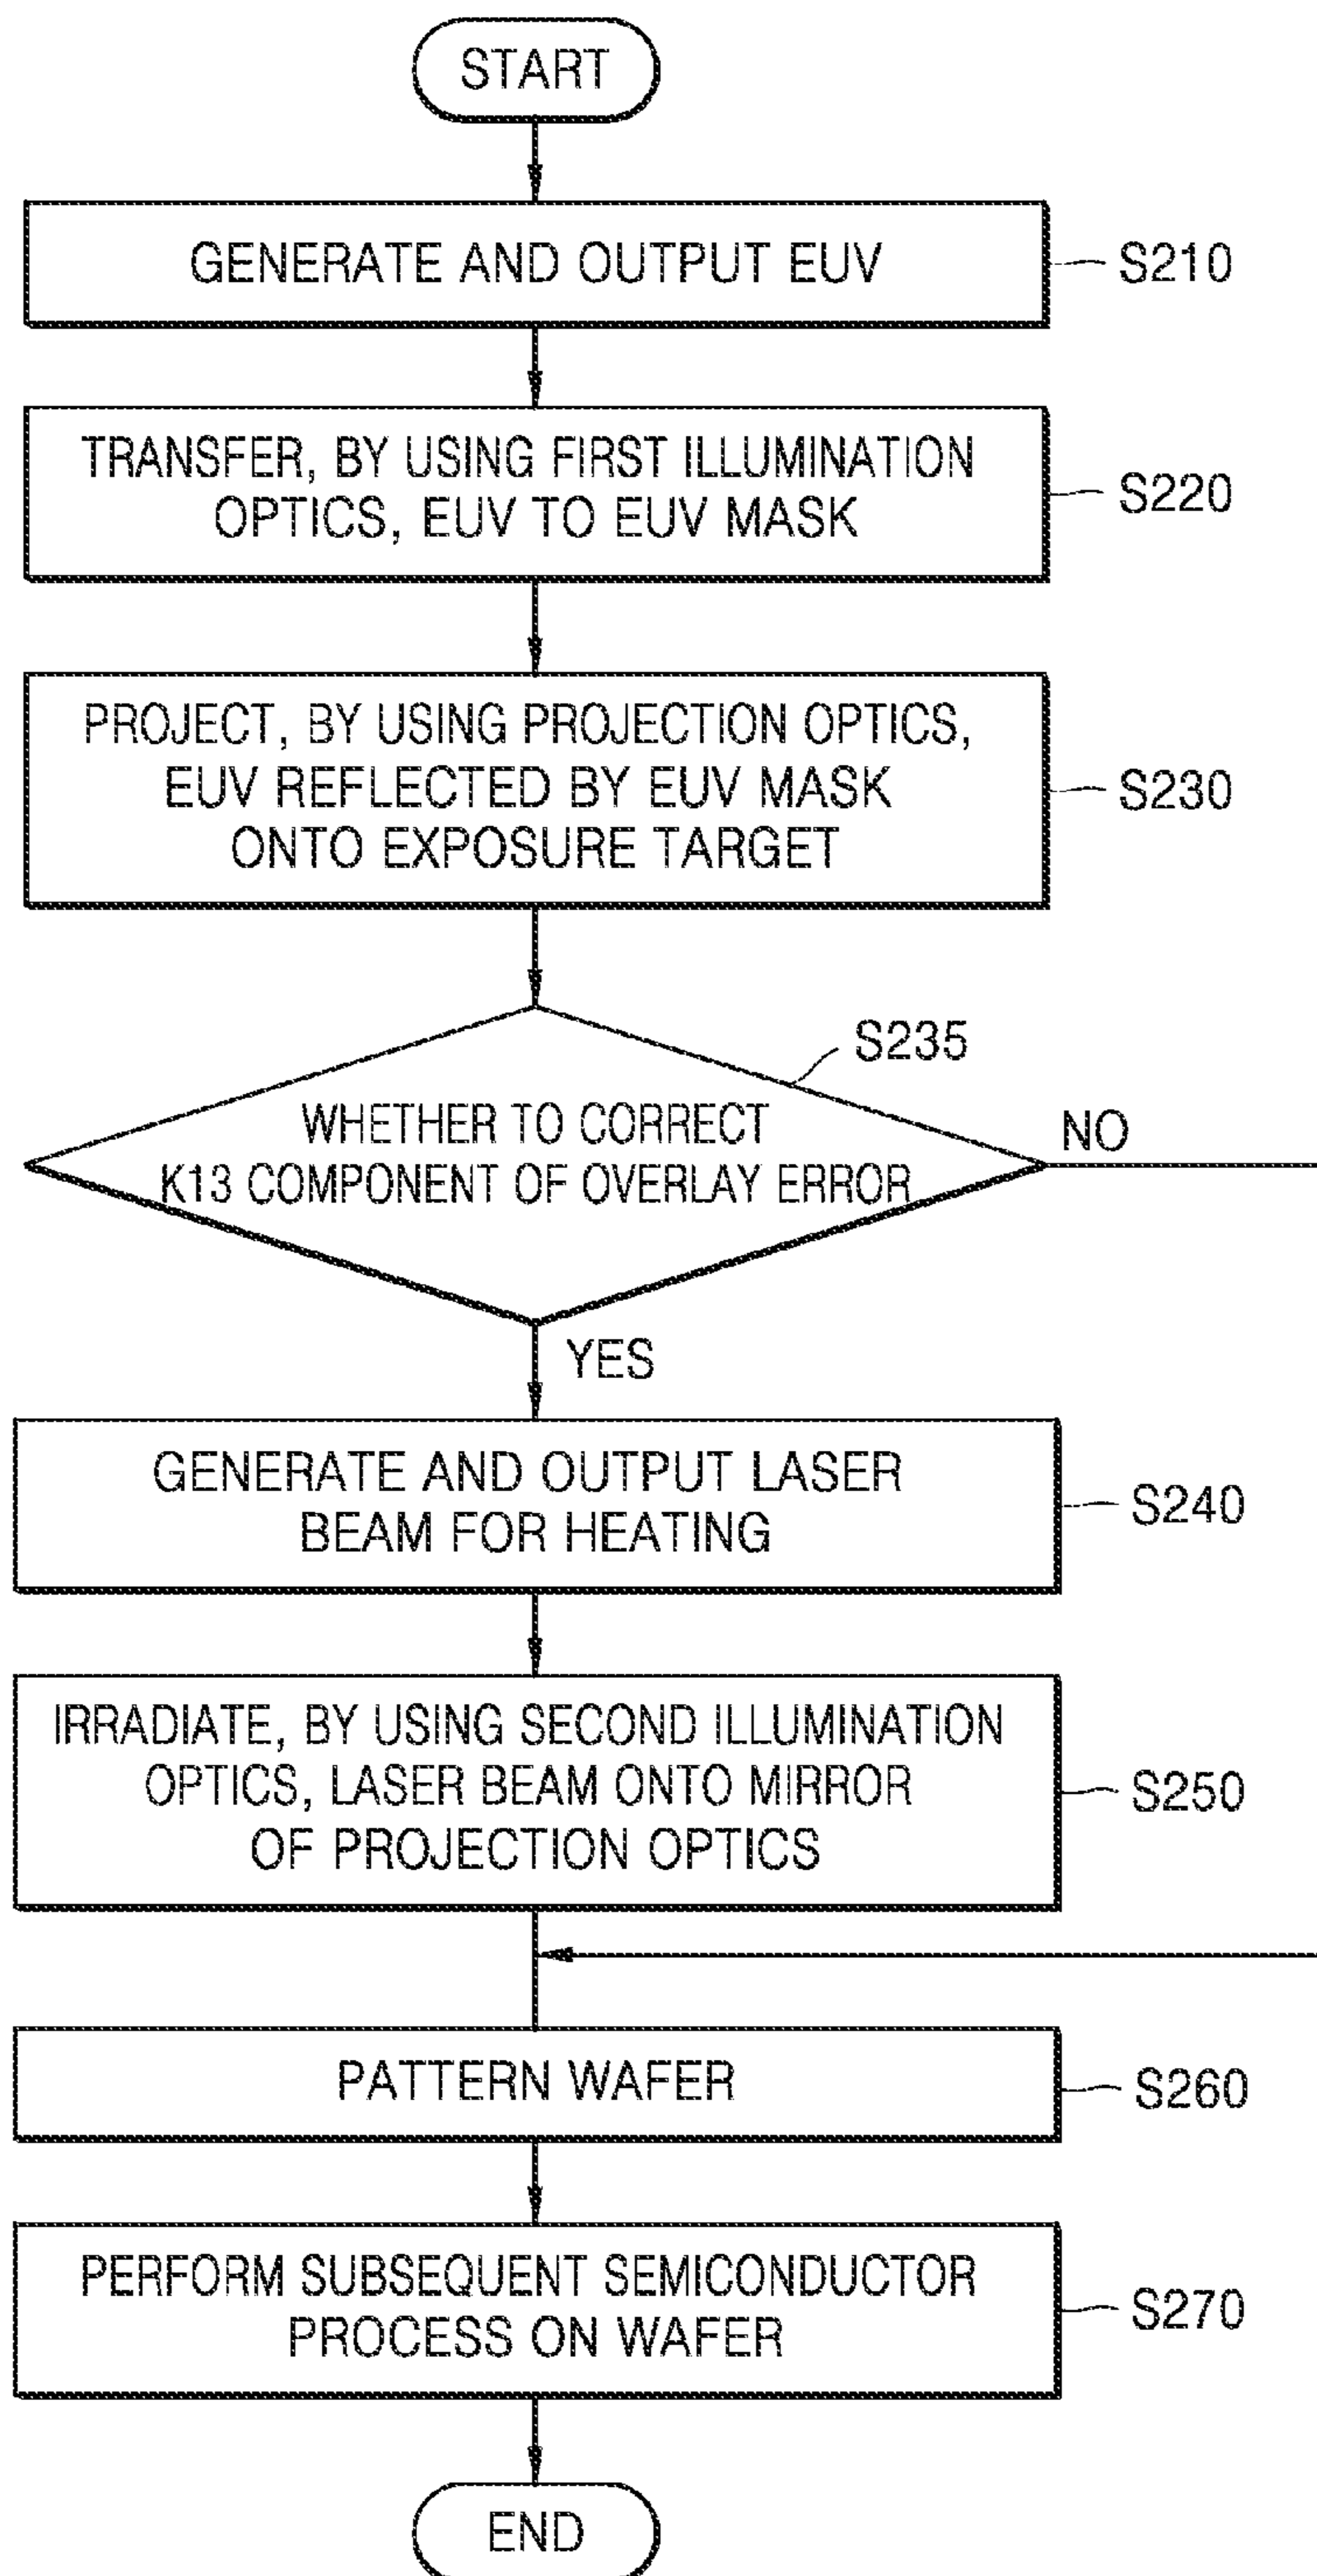 START
GENERATE AND OUTPUT EUV
S210
TRANSFER, BY USING FIRST ILLUMINATION
OPTICS, EUV TO EUV MASK
S220
PROJECT, BY USING PROJECTION OPTICS,
EUV REFLECTED BY EUV MASK
ONTO EXPOSURE TARGET
S230
S235
WHETHER TO CORRECT
K13 COMPONENT OF OVERLAY ERROR
NO
YES
GENERATE AND OUTPUT LASER
BEAM FOR HEATING
S240
IRRADIATE, BY USING SECOND ILLUMINATION
OPTICS, LASER BEAM ONTO MIRROR
OF PROJECTION OPTICS
S250
PATTERN WAFER
S260
PERFORM SUBSEQUENT SEMICONDUCTOR
PROCESS ON WAFER
S270
END